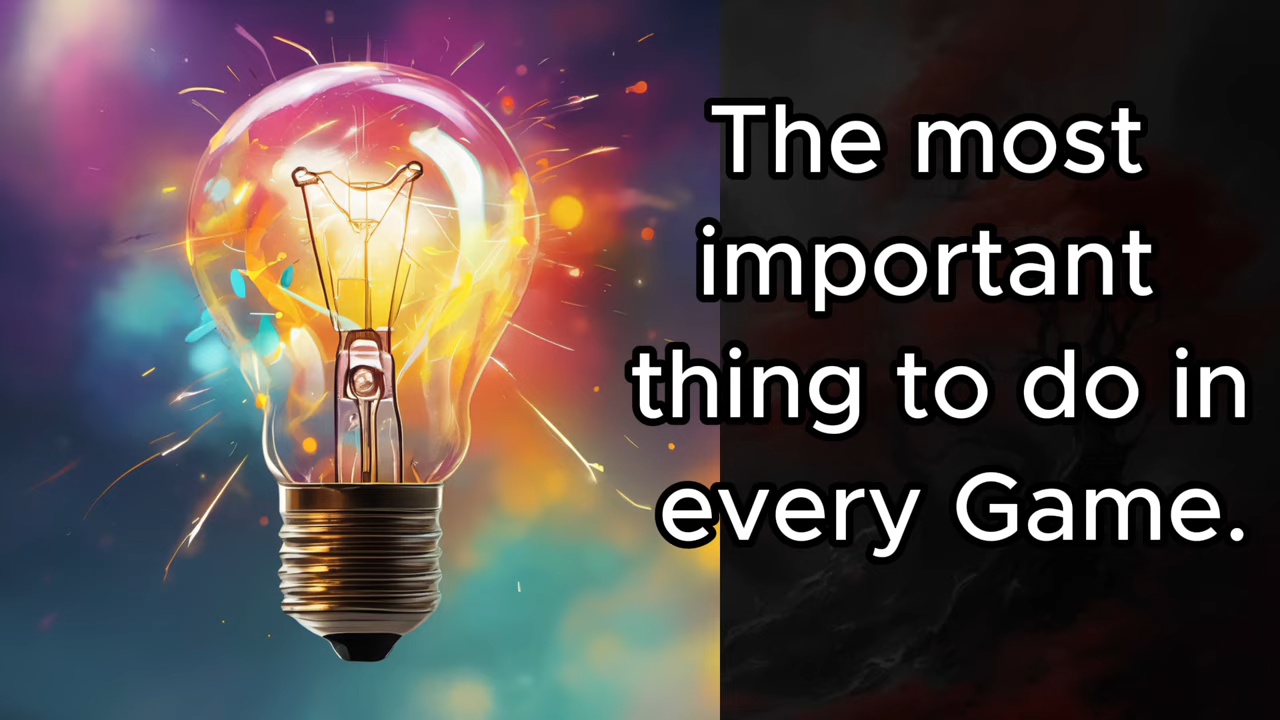 The most
important
thing to do in
every Game.